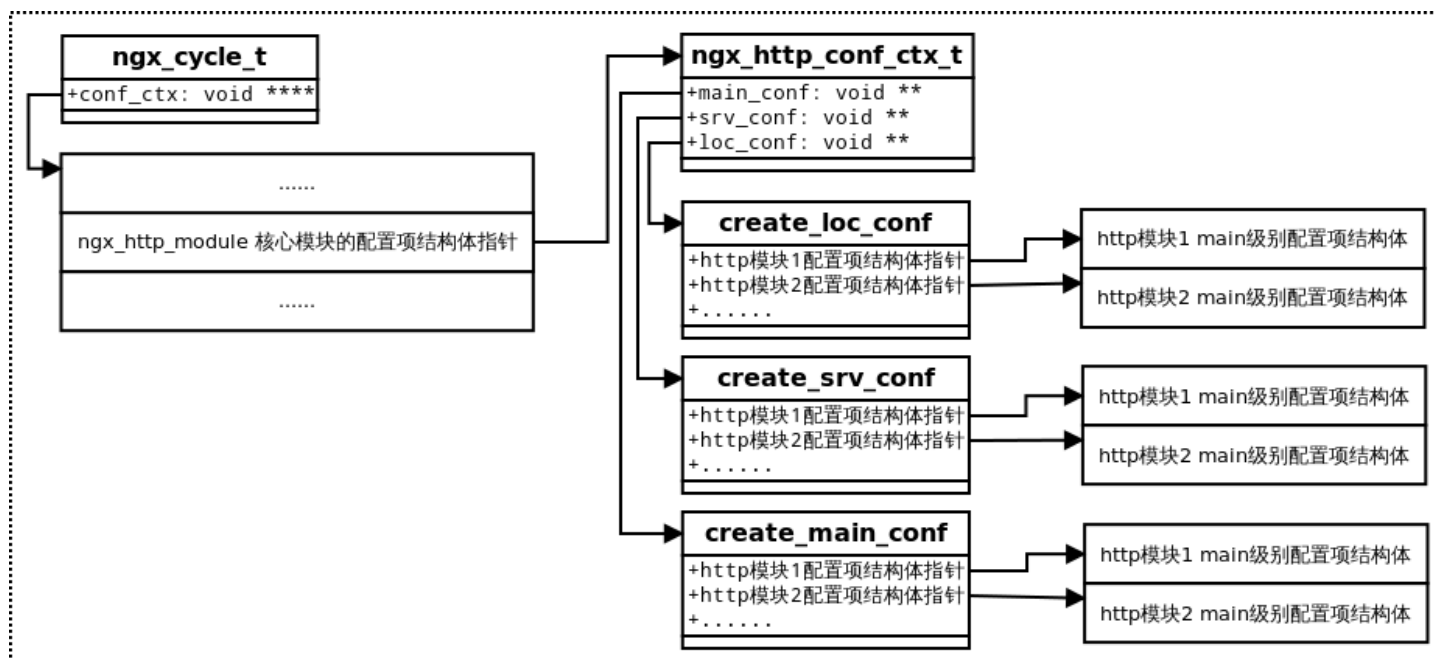 ngx_cycle_t
+conf_ctx: void ****
......
ngx_http_module 核心模块的配置项结构体指针
......
ngx_http_conf_ctx_t
+main_conf: void **
+srv_conf: void **
+loc_conf: void **
create_loc_conf
+http模块1配置项结构体指针
+http模块2配置项结构体指针
+......
http模块1 main级别配置项结构体
http模块2 main级别配置项结构体
create_srv_conf
+http模块1配置项结构体指针
+http模块2配置项结构体指针
+......
http模块1 main级别配置项结构体
http模块2 main级别配置项结构体
create_main_conf
+http模块1配置项结构体指针
+http模块2配置项结构体指针
+......
http模块1 main级别配置项结构体
http模块2 main级别配置项结构体